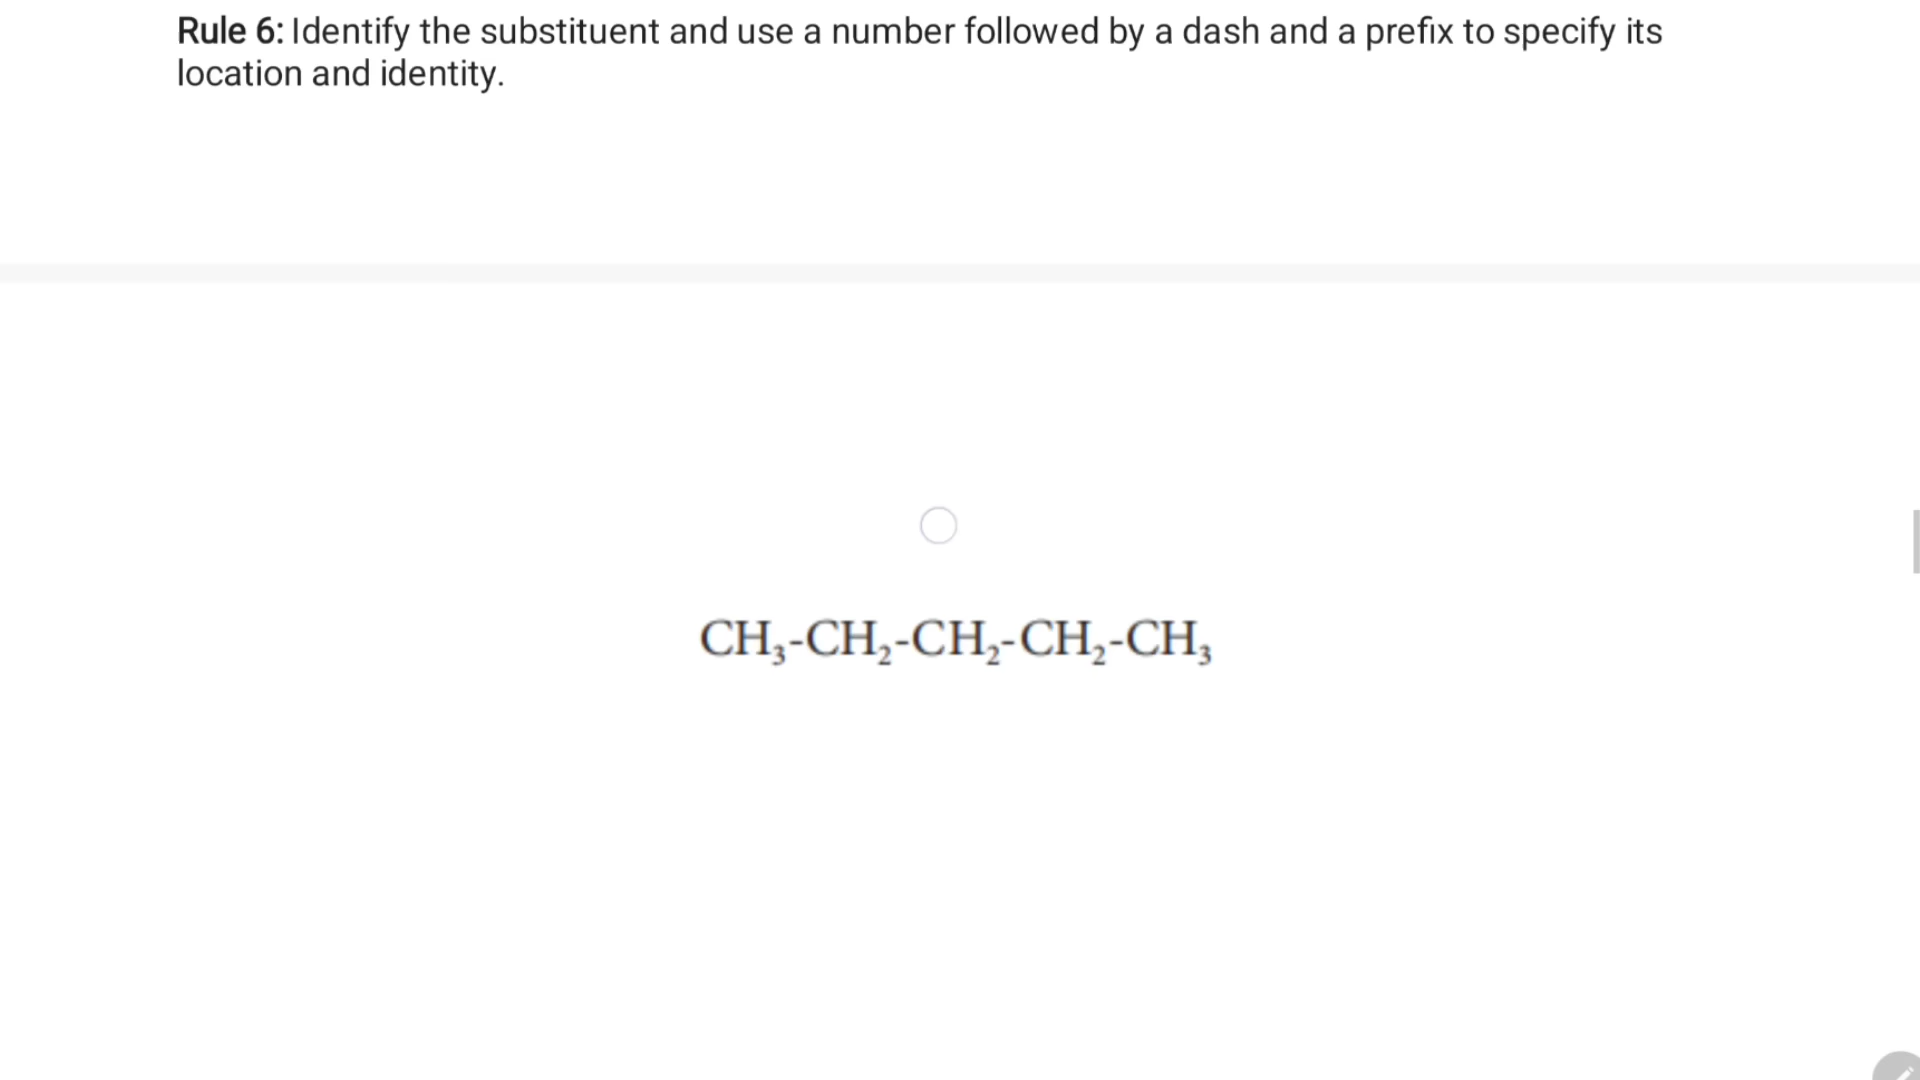 Rule 6: Identify the substituent and use a number followed by a dash and a prefix to specify its
location and identity.
CH₃-CH₂-CH₂-CH₂-CH₃